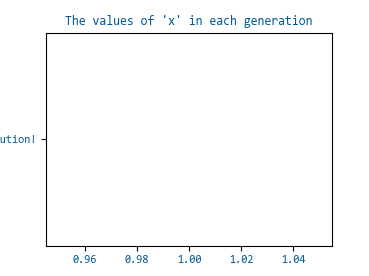 The values of 'x' in each generation
ution!
0.96 0.98 1.00 1.02 1.04